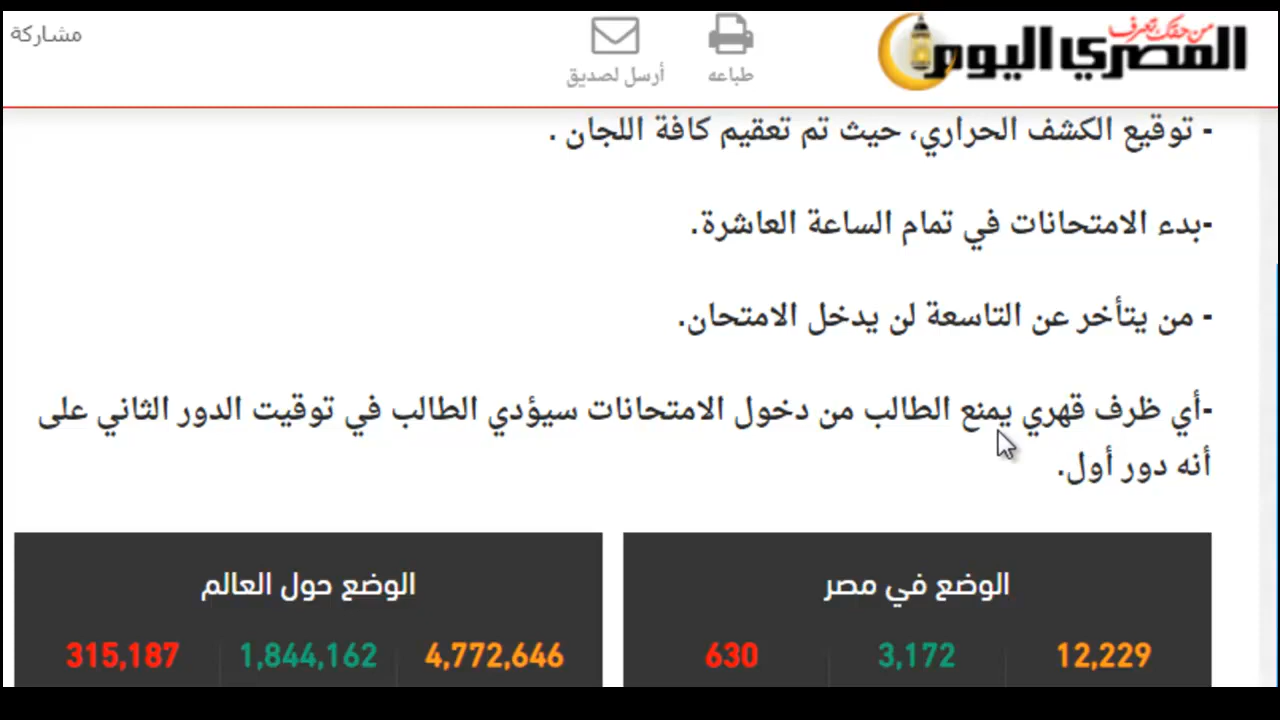 من حقك تعرف
المصري اليوم
طباعه
أرسل لصديق
مشاركة
- توقيع الكشف الحراري، حيث تم تعقيم كافة اللجان .
-بدء الامتحانات في تمام الساعة العاشرة.
- من يتأخر عن التاسعة لن يدخل الامتحان.
-أي ظرف قهري يمنع الطالب من دخول الامتحانات سيؤدي الطالب في توقيت الدور الثاني على
أنه دور أول.
الوضع في مصر
12,229 3,172 630
الوضع حول العالم
4,772,646 1,844,162 315,187